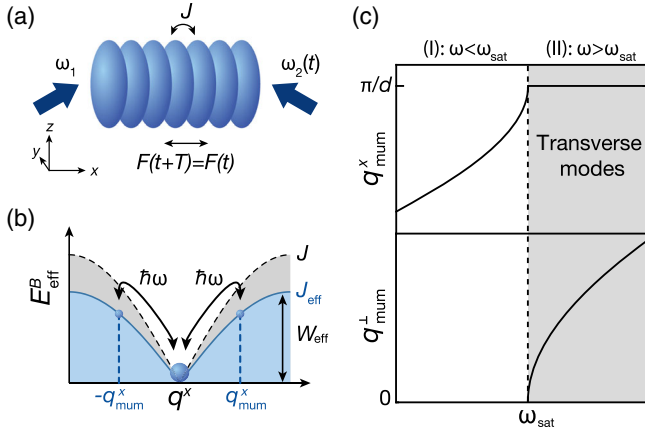 (a)
J
ω₁
ω₂(t)
z
y
x
F(t+T)=F(t)
(b)
E^B_eff
ħω
ħω
J
J_eff
W_eff
-q^x_mum
q^x
q^x_mum
(c)
(I): ω<ω_sat
(II): ω>ω_sat
π/d
q^x_mum
Transverse
modes
q^⊥_mum
0
ω_sat